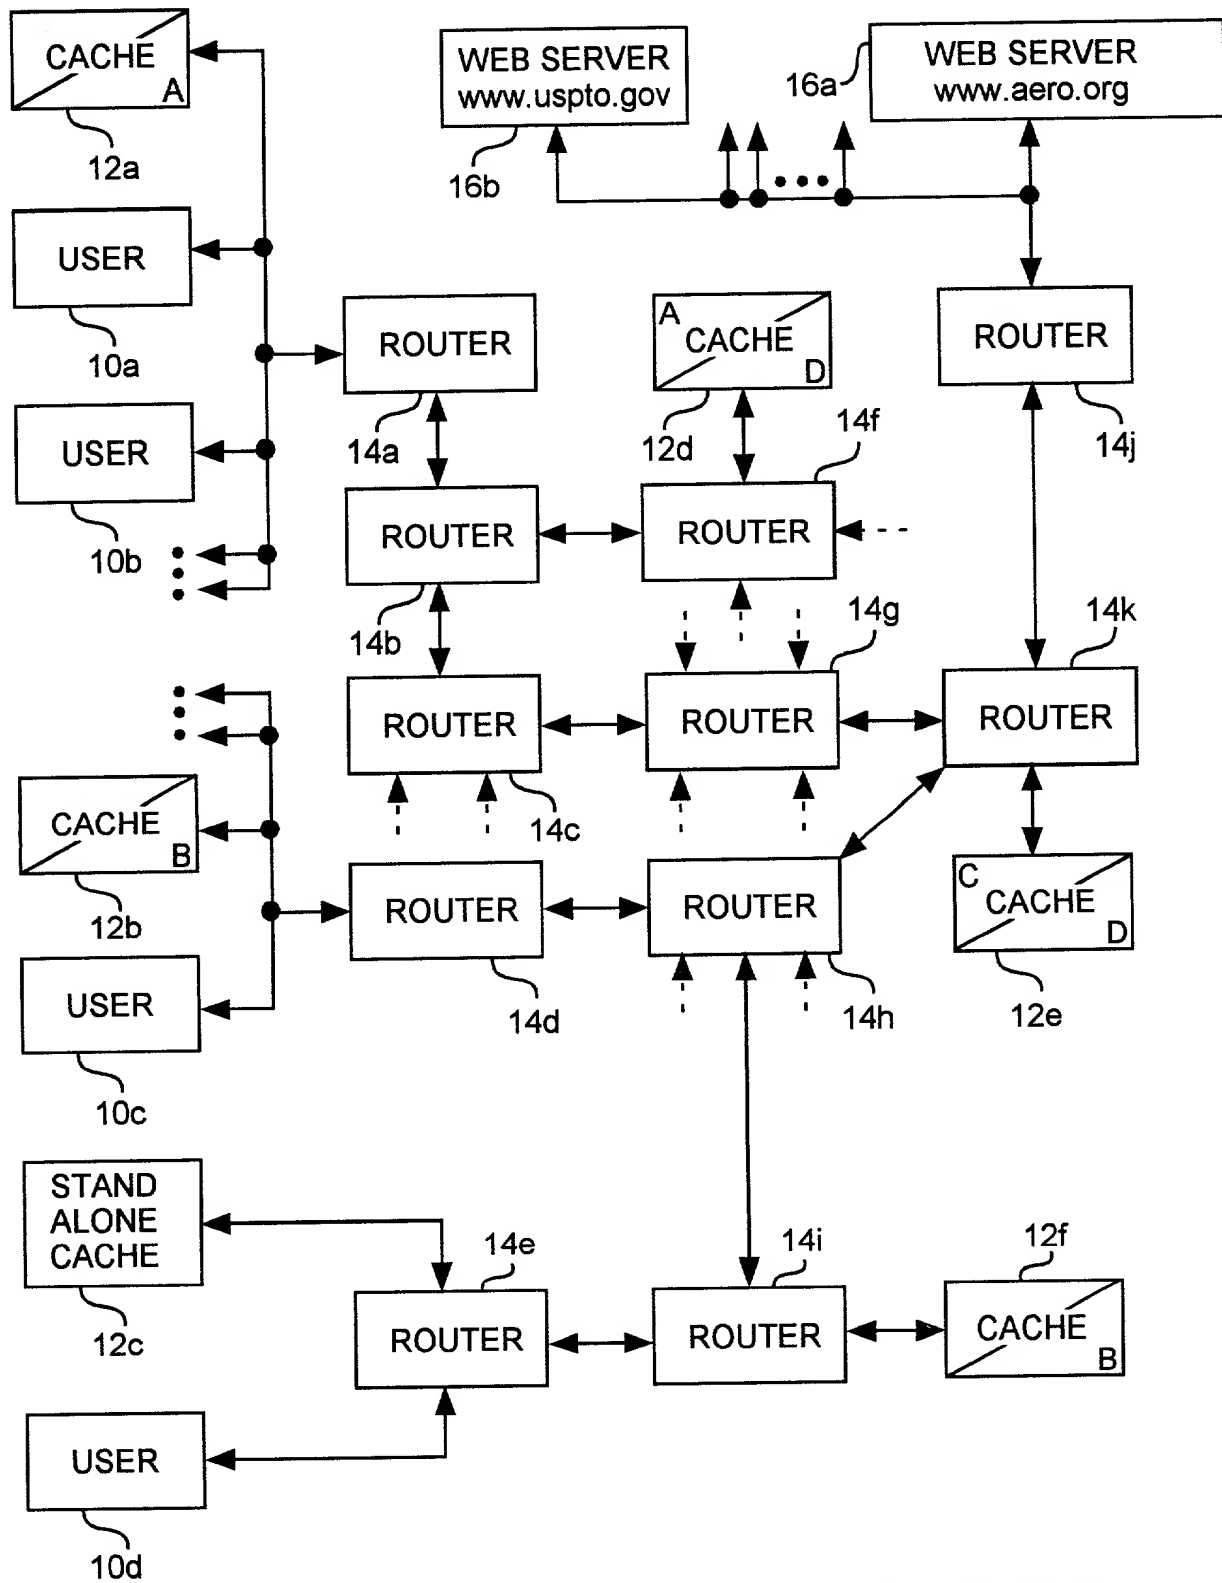 CACHE
A
12a
WEB SERVER
www.uspto.gov
16b
16a
WEB SERVER
www.aero.org
USER
10a
ROUTER
14a
A
CACHE
D
12d
ROUTER
14j
USER
10b
ROUTER
14b
14f
ROUTER
14g
14k
ROUTER
14c
ROUTER
ROUTER
CACHE
B
12b
ROUTER
14d
ROUTER
14h
C
CACHE
D
12e
USER
10c
STAND
ALONE
CACHE
12c
14e
ROUTER
14i
ROUTER
12f
CACHE
B
USER
10d